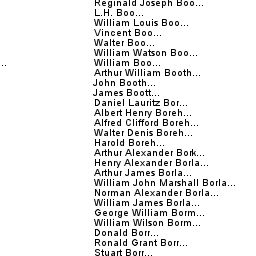 Reginald Joseph Boo...
L.H. Boo...
William Louis Boo...
Vincent Boo...
Walter Boo...
William Watson Boo...
... William Boo...
Arthur William Booth...
John Booth...
James Boott...
Daniel Lauritz Bor...
Albert Henry Boreh...
Alfred Clifford Boreh...
Walter Denis Boreh...
Harold Boreh...
Arthur Alexander Bork...
Henry Alexander Borla...
Arthur James Borla...
William John Marshall Borla...
Norman Alexander Borla...
William James Borla...
George William Borm...
William Wilson Borm...
Donald Borr...
Ronald Grant Borr...
Stuart Borr...